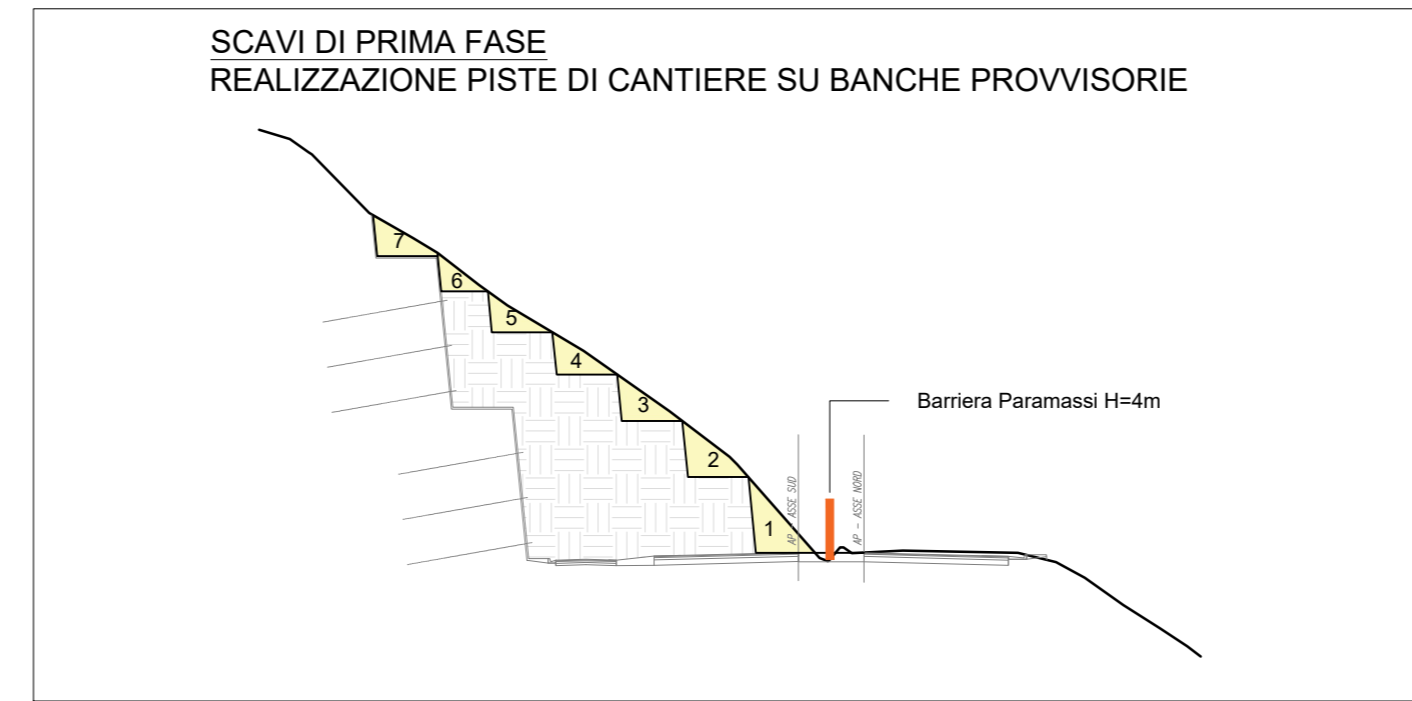 SCAVI DI PRIMA FASE
REALIZZAZIONE PISTE DI CANTIERE SU BANCHE PROVVISORIE
7
6
5
4
3
Barriera Paramassi H=4m
2
1
AP - ASSE SUD
AP - ASSE NORD